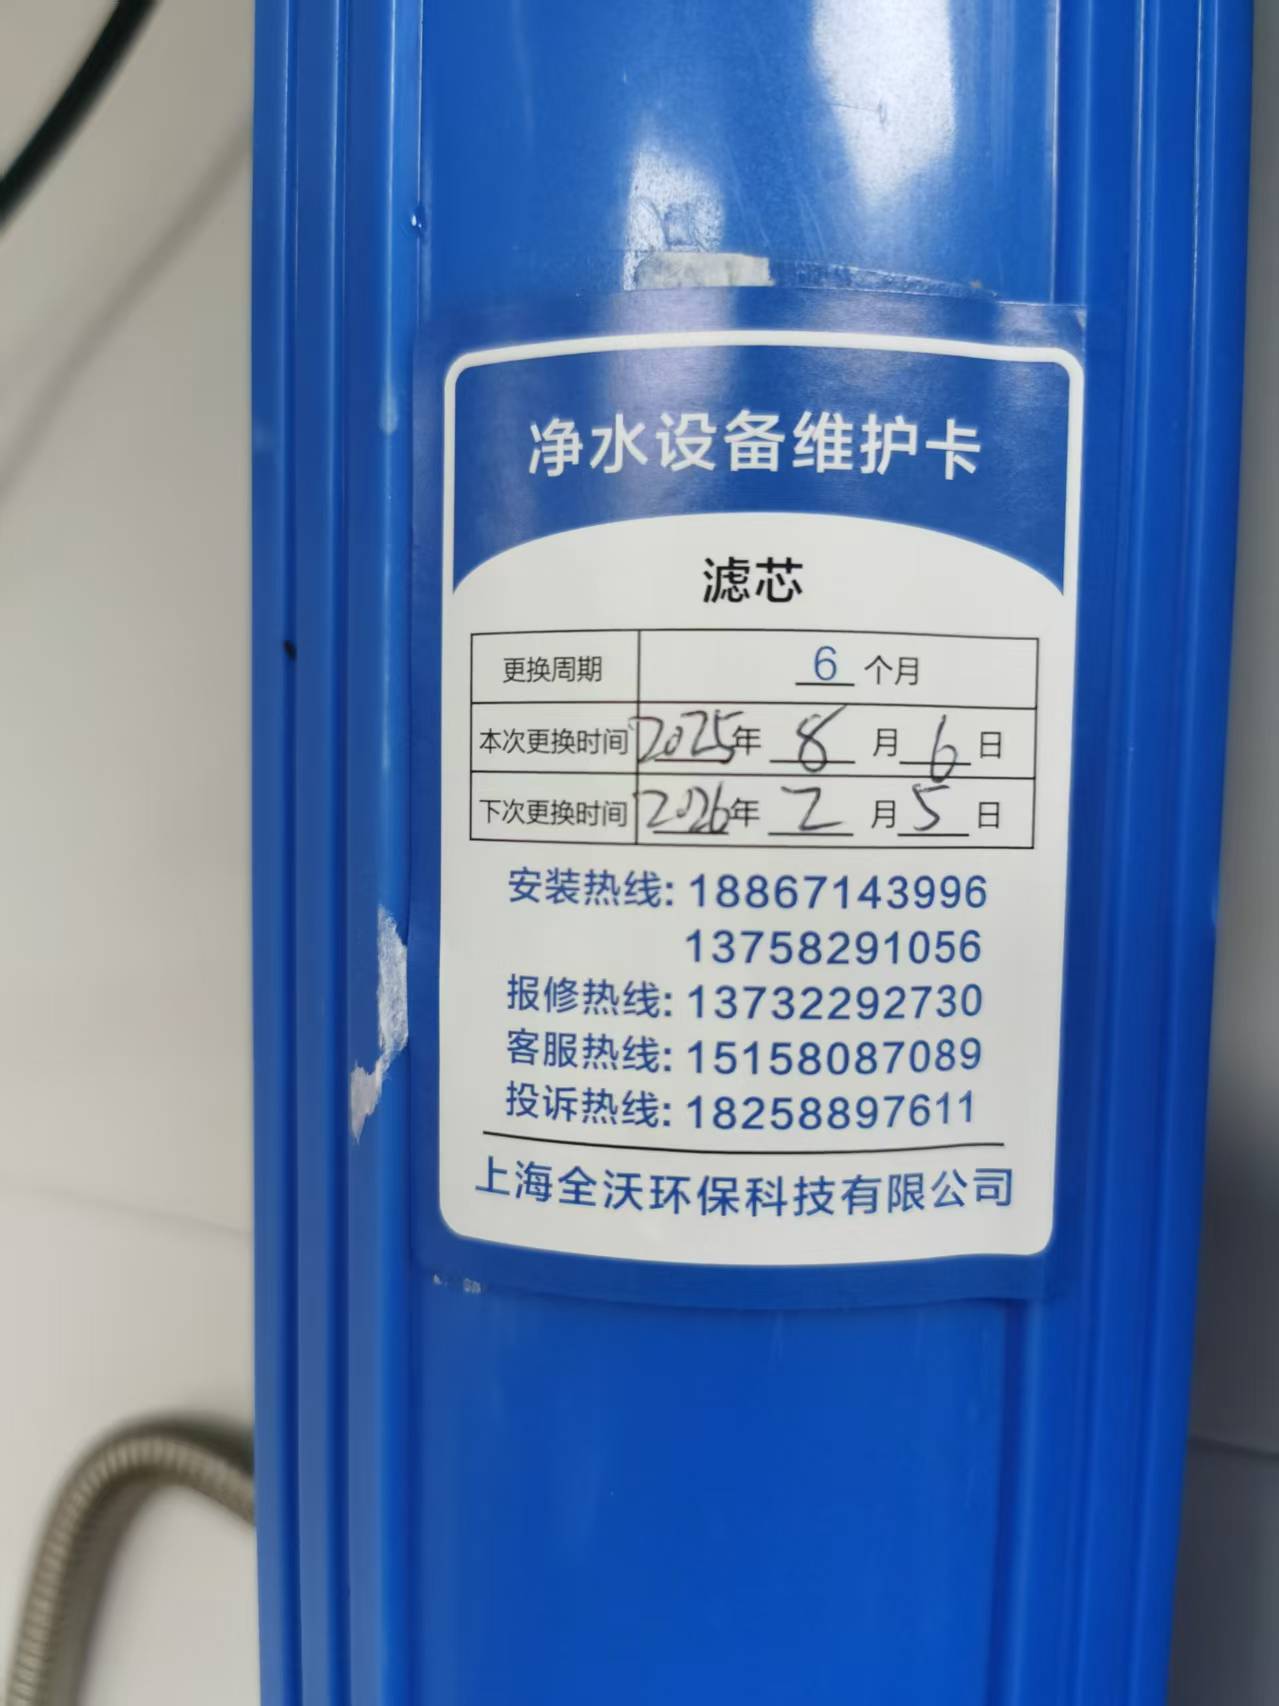 净水设备维护卡
滤芯
更换周期 6 个月
本次更换时间 2025年 8 月 6 日
下次更换时间 2026年 2 月 5 日
安装热线: 18867143996
13758291056
报修热线: 13732292730
客服热线: 15158087089
投诉热线: 18258897611
上海全沃环保科技有限公司